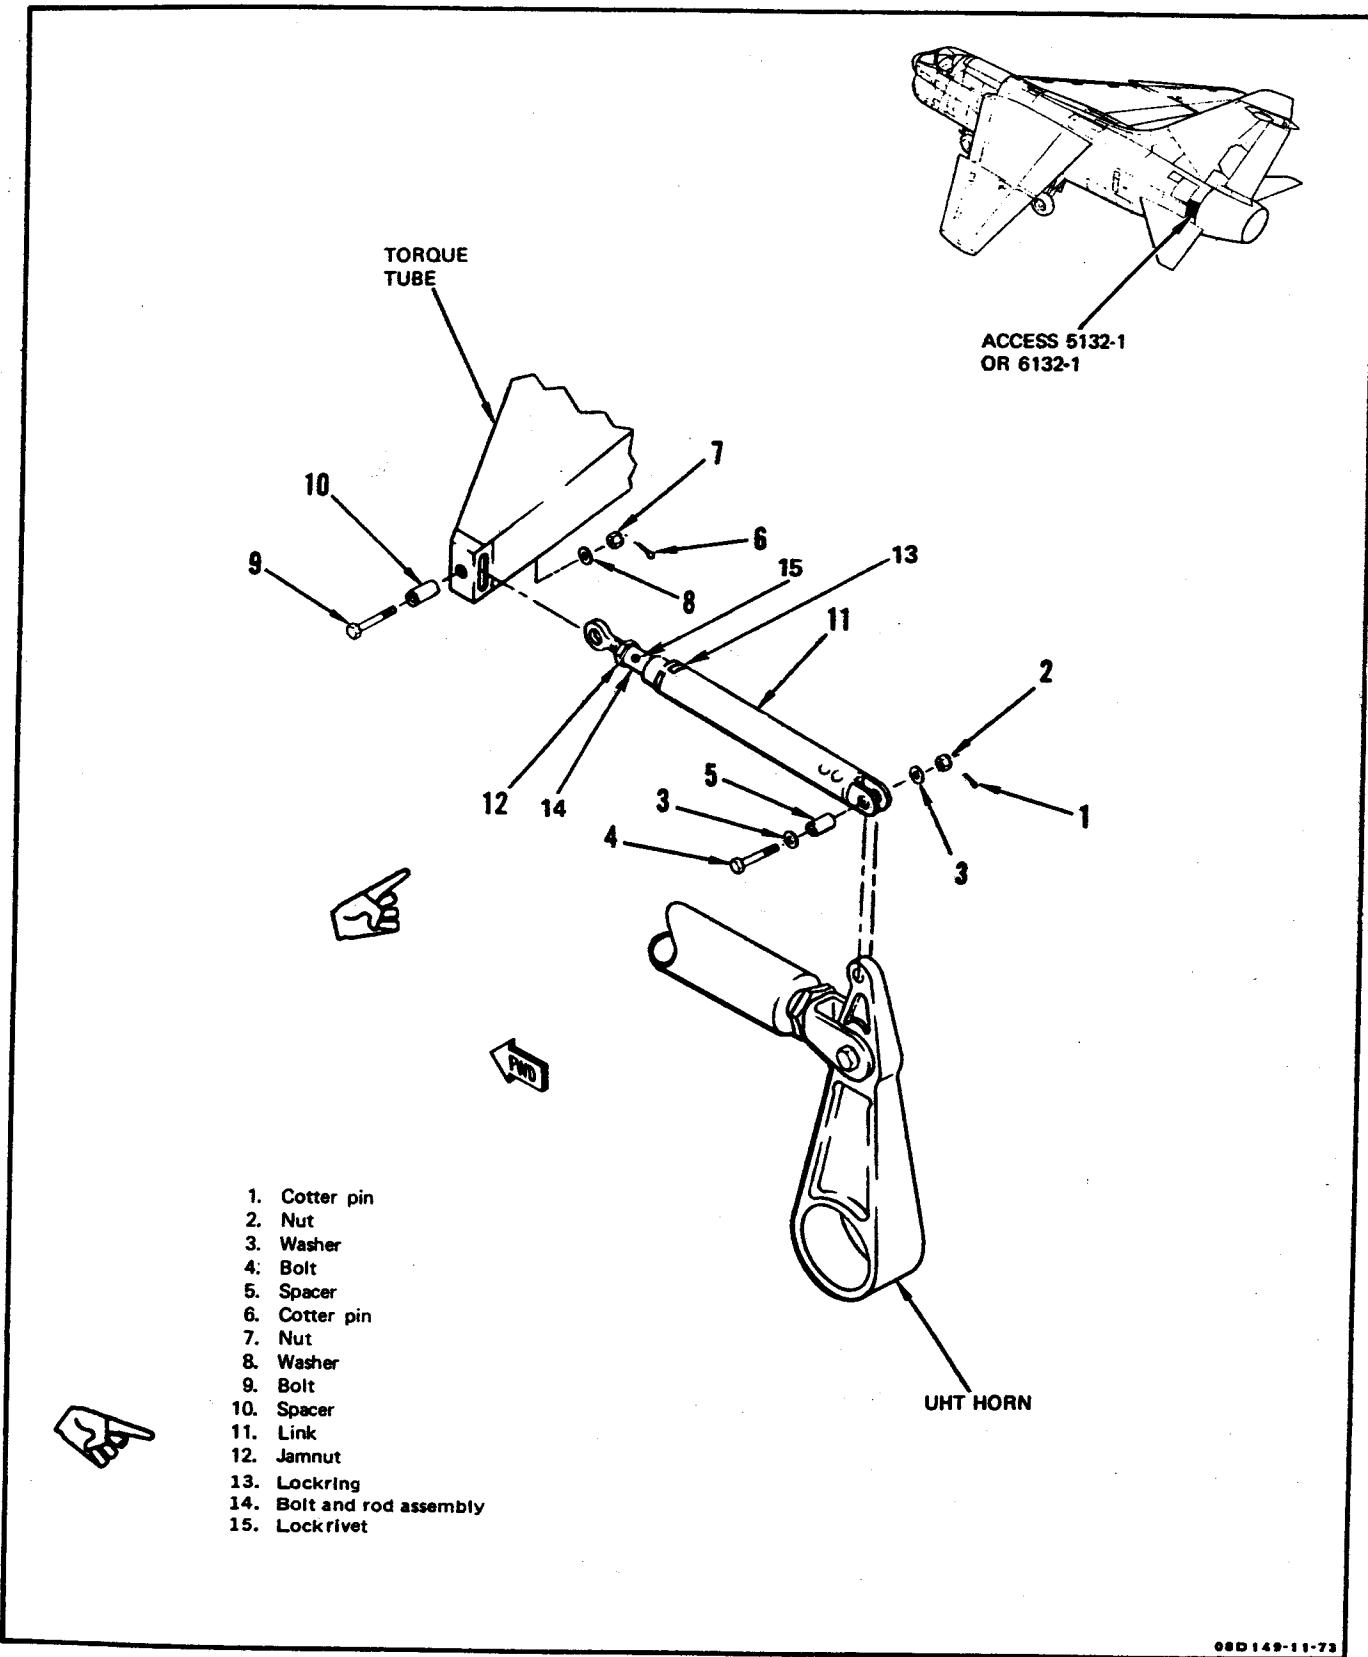 TORQUE
TUBE
ACCESS 5132-1
OR 6132-1
7
10
6
9
15
13
8
11
2
12
14
5
3
4
1
3
FWD
1. Cotter pin
2. Nut
3. Washer
4. Bolt
5. Spacer
6. Cotter pin
7. Nut
8. Washer
9. Bolt
10. Spacer
11. Link
12. Jamnut
13. Lockring
14. Bolt and rod assembly
15. Lockrivet
UHT HORN
08D149-11-73